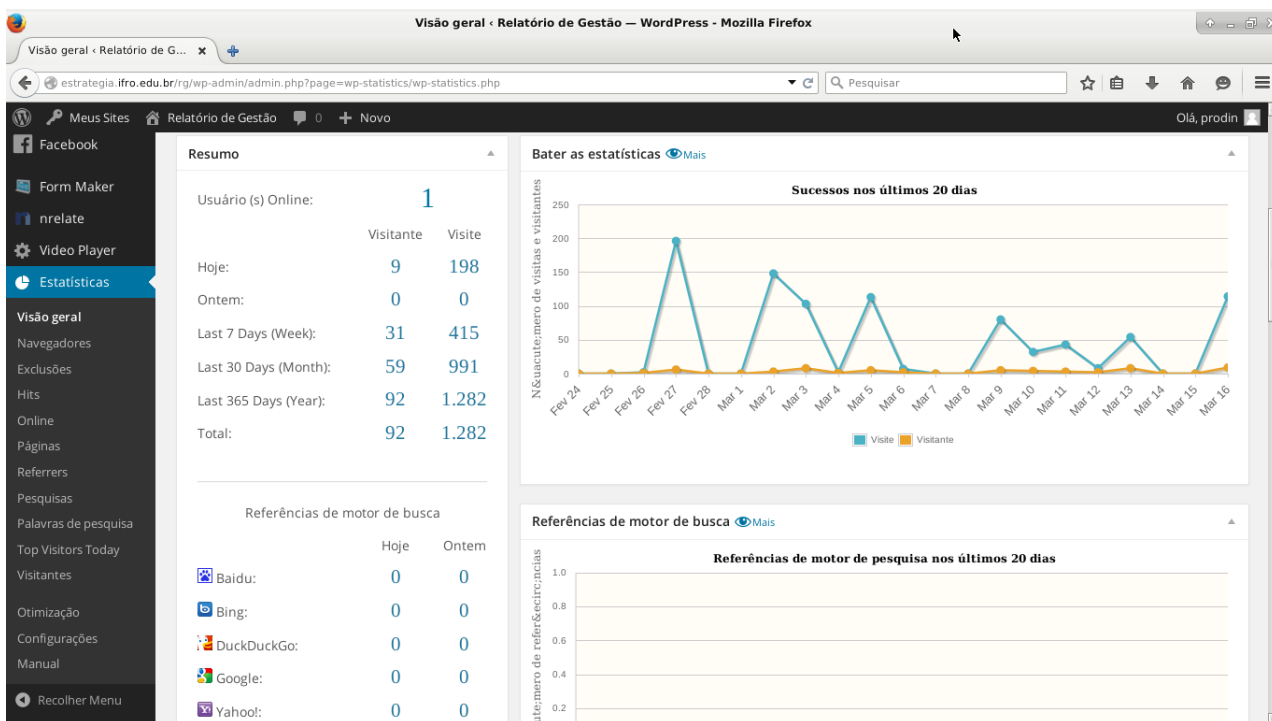 Visão geral ‹ Relatório de Gestão — WordPress - Mozilla Firefox
Visão geral ‹ Relatório de G...
estrategia.ifro.edu.br/rg/wp-admin/admin.php?page=wp-statistics/wp-statistics.php
Pesquisar
Meus Sites Relatório de Gestão 0 + Novo Olá, prodin
Facebook
Form Maker
nrelate
Video Player
Estatísticas
Visão geral
Navegadores
Exclusões
Hits
Online
Páginas
Referrers
Pesquisas
Palavras de pesquisa
Top Visitors Today
Visitantes
Otimização
Configurações
Manual
Recolher Menu
Resumo
Usuário (s) Online: 1
Visitante Visite
Hoje: 9 198
Ontem: 0 0
Last 7 Days (Week): 31 415
Last 30 Days (Month): 59 991
Last 365 Days (Year): 92 1.282
Total: 92 1.282
Referências de motor de busca
Hoje Ontem
Baidu: 0 0
Bing: 0 0
DuckDuckGo: 0 0
Google: 0 0
Yahoo!: 0 0
Bater as estatísticas Mais
Sucessos nos últimos 20 dias
N&uacute;mero de visitas e visitantes
250
200
150
100
50
0
Fev 24 Fev 25 Fev 26 Fev 27 Fev 28 Mar 1 Mar 2 Mar 3 Mar 4 Mar 5 Mar 6 Mar 7 Mar 8 Mar 9 Mar 10 Mar 11 Mar 12 Mar 13 Mar 14 Mar 15 Mar 16
Visite Visitante
Referências de motor de busca Mais
Referências de motor de pesquisa nos últimos 20 dias
ute;mero de refer&ecirc;ncias
1.0
0.8
0.6
0.4
0.2